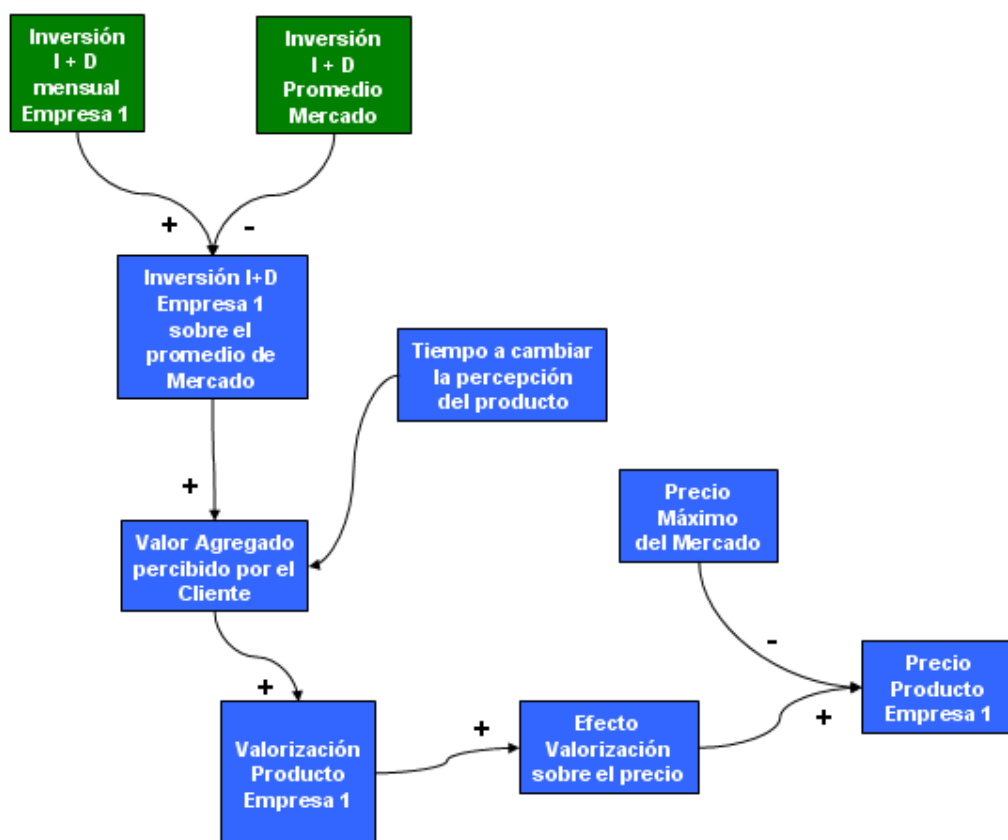 Inversión
I + D
mensual
Empresa 1
Inversión
I + D
Promedio
Mercado
+
-
Inversión I+D
Empresa 1
sobre el
promedio de
Mercado
Tiempo a cambiar
la percepción
del producto
+
Precio
Máximo
del Mercado
Valor Agregado
percibido por el
Cliente
-
Precio
Producto
Empresa 1
+
Valorización
Producto
Empresa 1
+
Efecto
Valorización
sobre el precio
+